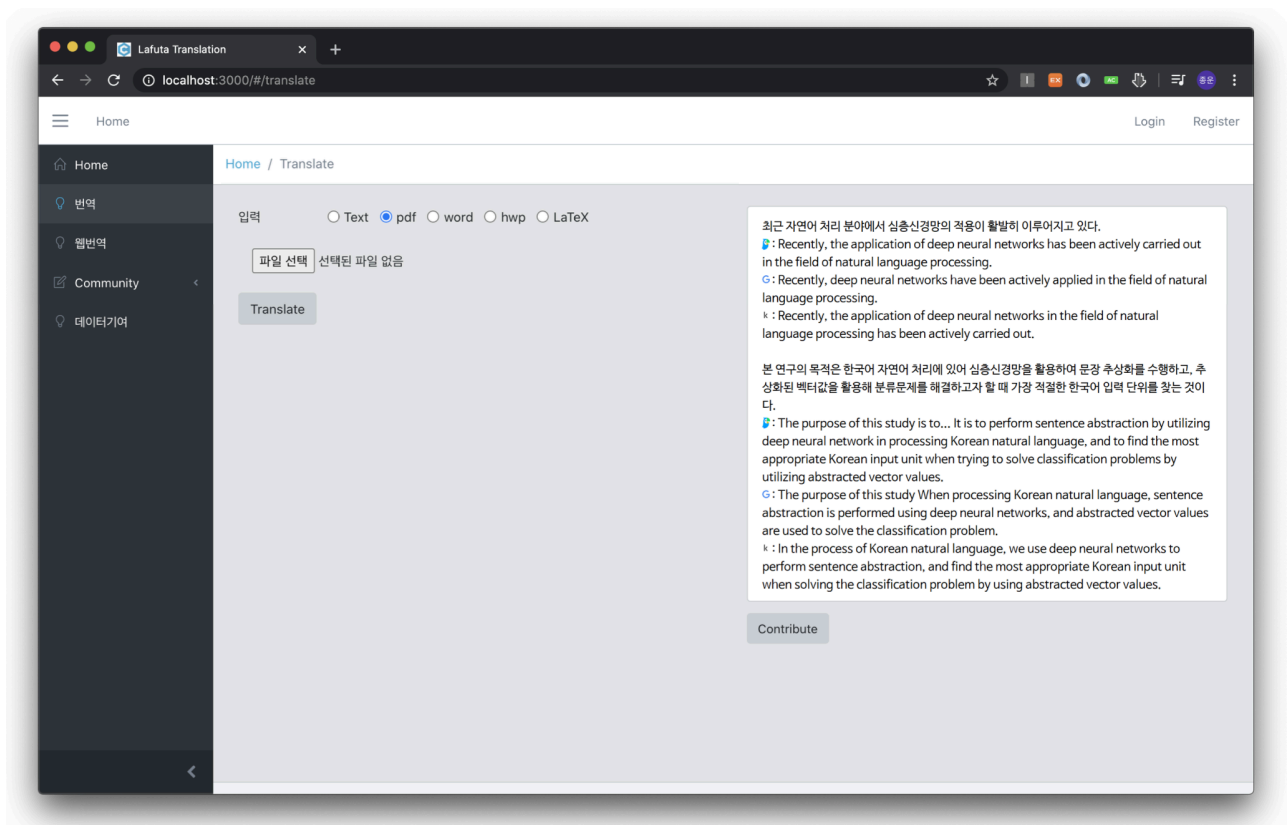 Lafuta Translation
localhost:3000/#/translate
EX
AC
종운
Home
Login
Register
Home
번역
웹번역
Community
데이터기여
Home / Translate
입력 Text pdf word hwp LaTeX
파일 선택 선택된 파일 없음
Translate
최근 자연어 처리 분야에서 심층신경망의 적용이 활발히 이루어지고 있다.
: Recently, the application of deep neural networks has been actively carried out
in the field of natural language processing.
G : Recently, deep neural networks have been actively applied in the field of natural
language processing.
k : Recently, the application of deep neural networks in the field of natural
language processing has been actively carried out.
본 연구의 목적은 한국어 자연어 처리에 있어 심층신경망을 활용하여 문장 추상화를 수행하고, 추
상화된 벡터값을 활용해 분류문제를 해결하고자 할 때 가장 적절한 한국어 입력 단위를 찾는 것이
다.
: The purpose of this study is to... It is to perform sentence abstraction by utilizing
deep neural network in processing Korean natural language, and to find the most
appropriate Korean input unit when trying to solve classification problems by
utilizing abstracted vector values.
G : The purpose of this study When processing Korean natural language, sentence
abstraction is performed using deep neural networks, and abstracted vector values
are used to solve the classification problem.
k : In the process of Korean natural language, we use deep neural networks to
perform sentence abstraction, and find the most appropriate Korean input unit
when solving the classification problem by using abstracted vector values.
Contribute